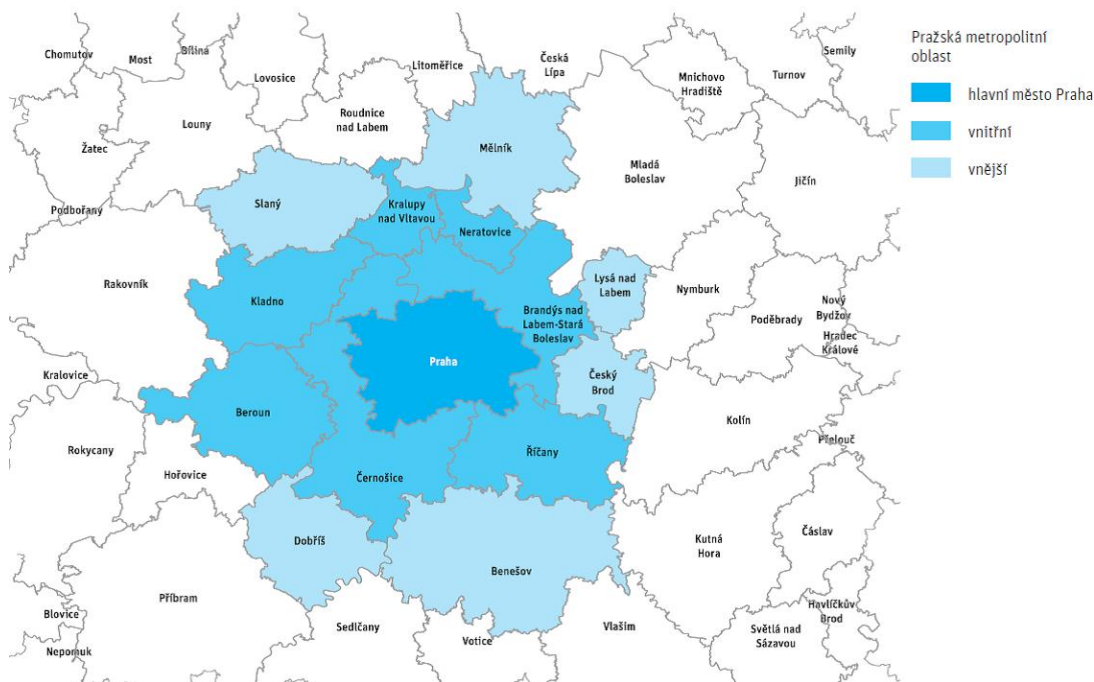 Chomutov
Most
Bílina
Lovosice
Litoměřice
Česká
Lípa
Mnichovo
Hradiště
Turnov
Semily
Pražská metropolitní
oblast
hlavní město Praha
vnitřní
vnější
Roudnice
nad Labem
Louny
Žatec
Mělník
Mladá
Boleslav
Jičín
Podbořany
Slaný
Kralupy
nad Vltavou
Neratovice
Rakovník
Kladno
Lysá nad
Labem
Nymburk
Brandýs nad
Labem-Stará
Boleslav
Poděbrady
Nový
Bydžov
Hradec
Králové
Praha
Kralovice
Beroun
Český
Brod
Kolín
Přelouč
Rokycany
Hořovice
Černošice
Říčany
Dobříš
Benešov
Kutná
Hora
Čáslav
Příbram
Blovice
Nepomuk
Sedlčany
Votice
Vlašim
Světlá nad
Sázavou
Havlíčkův
Brod